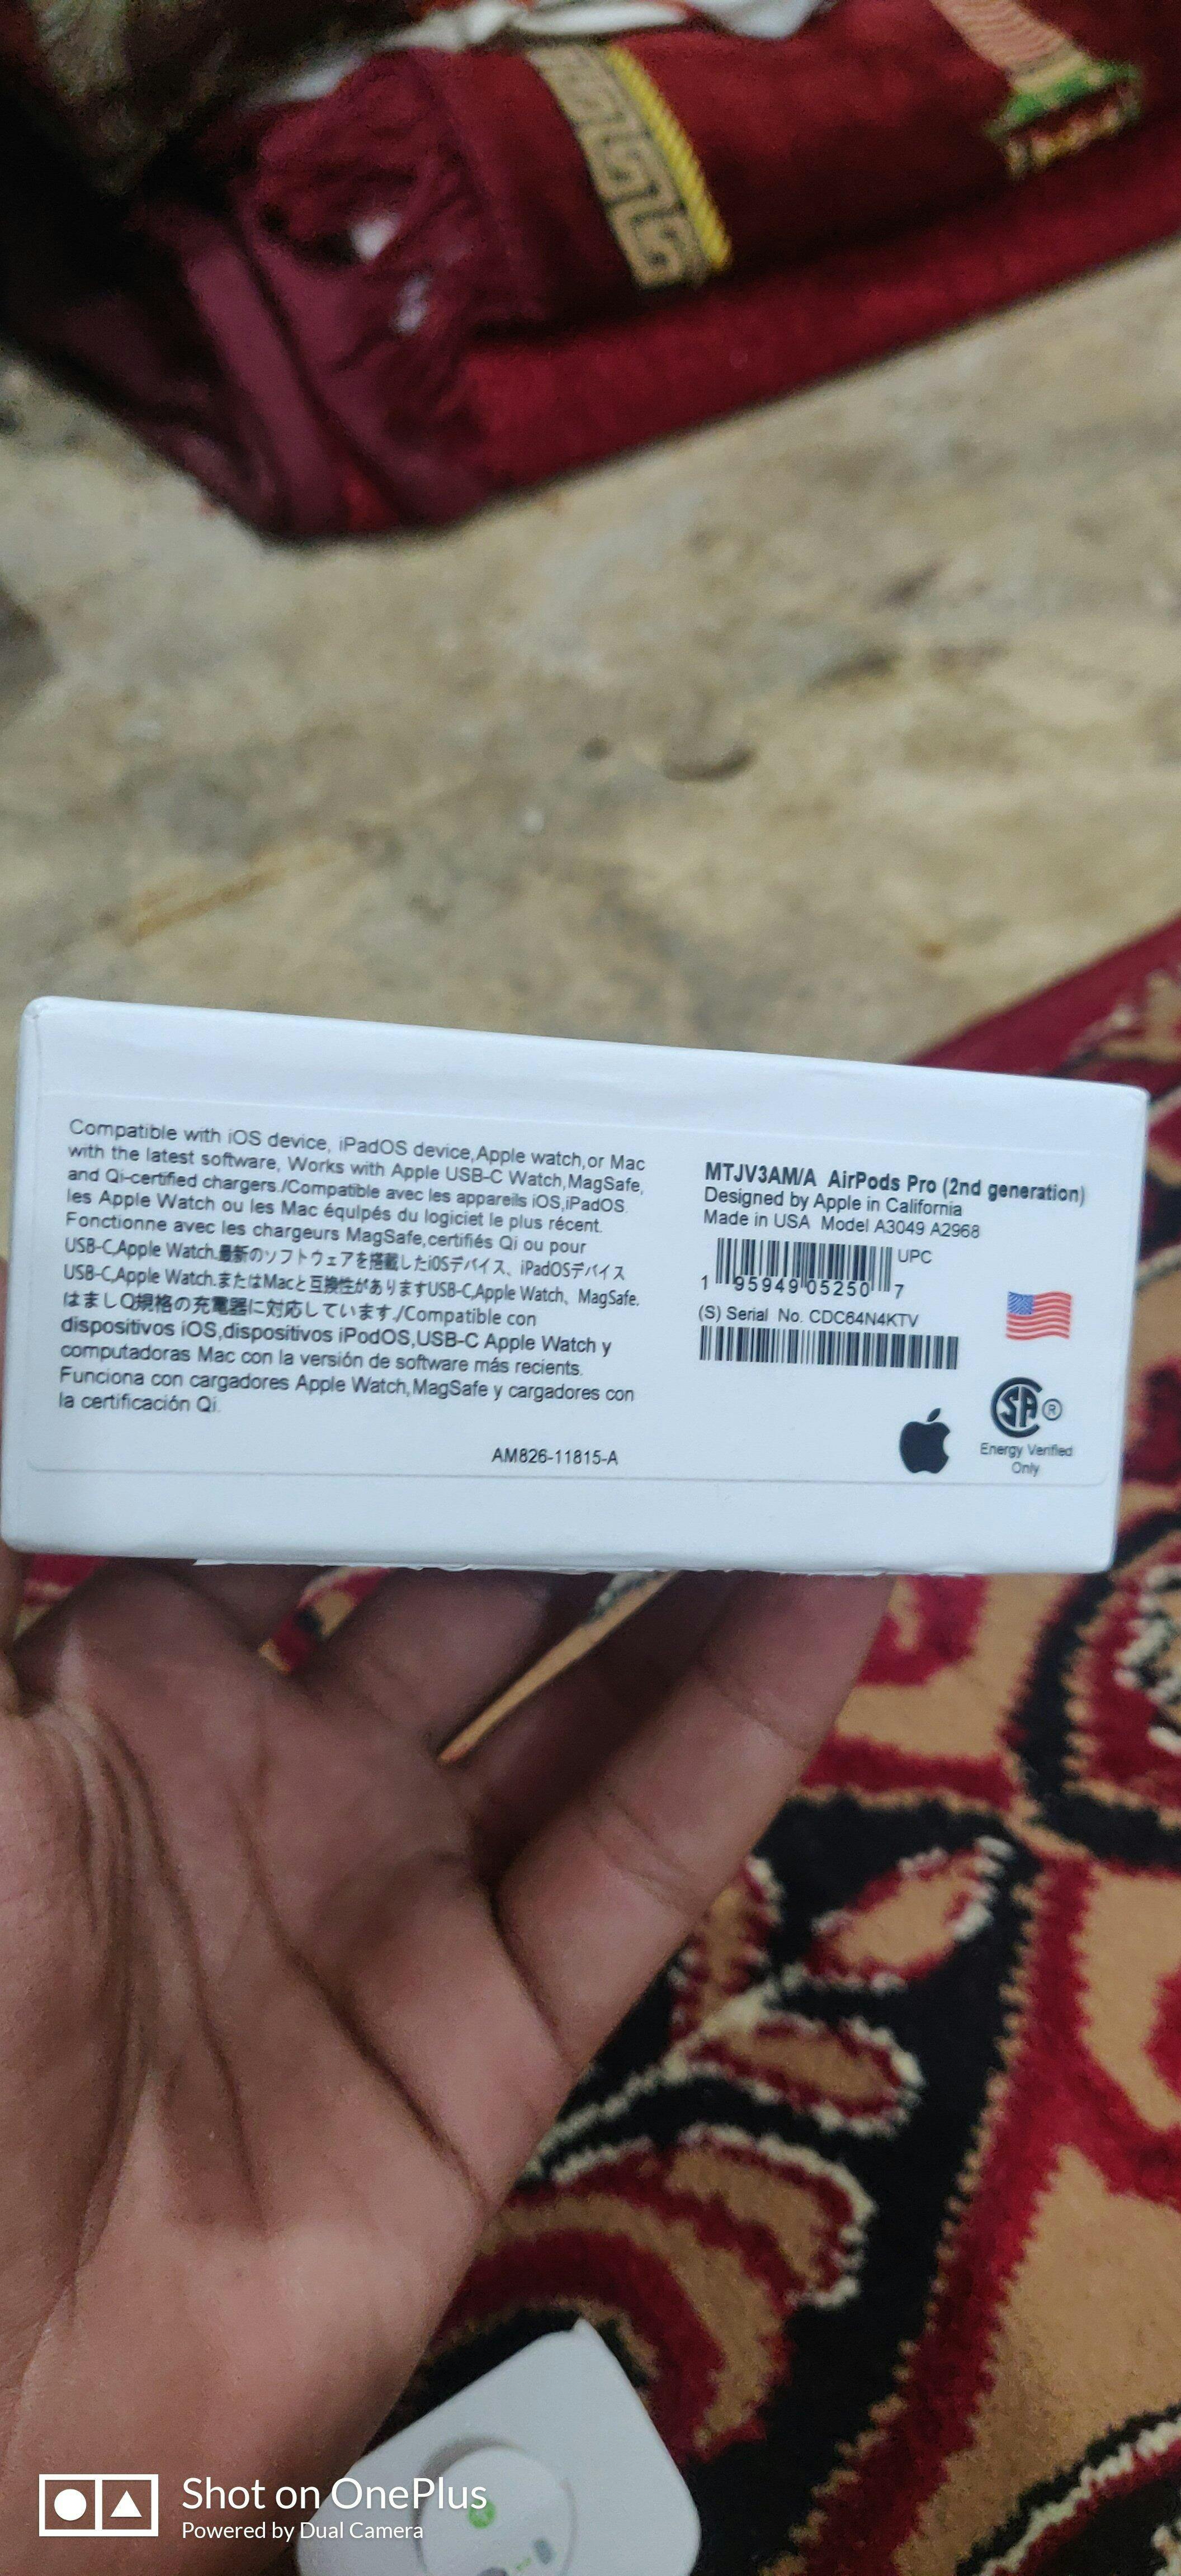 Compatible with iOS device, iPadOS device,Apple watch,or Mac
with the latest software, Works with Apple USB-C Watch,MagSafe,
and Qi-certified chargers./Compatible avec les appareils iOS,iPadOS
les Apple Watch ou les Mac équlpés du logiciet le plus récent.
Fonctionne avec les chargeurs MagSafe,certifiés Qi ou pour
USB-C,Apple Watch.最新のソフトウェアを搭載したiOSデバイス、iPadOSデバイス
USB-C,Apple Watch.またはMacと互換性がありますUSB-C,Apple Watch、MagSafe.
はましQi規格の充電器に対応しています./Compatible con
dispositivos iOS,dispositivos iPodOS,USB-C Apple Watch y
computadoras Mac con la versión de software más recients.
Funciona con cargadores Apple Watch,MagSafe y cargadores con
la certificación Qi.
AM826-11815-A
MTJV3AM/A AirPods Pro (2nd generation)
Designed by Apple in California
Made in USA Model A3049 A2968
UPC
1 95949 05250 7
(S) Serial No. CDC64N4KTV
SA ®
Energy Verified
Only
Shot on OnePlus
Powered by Dual Camera